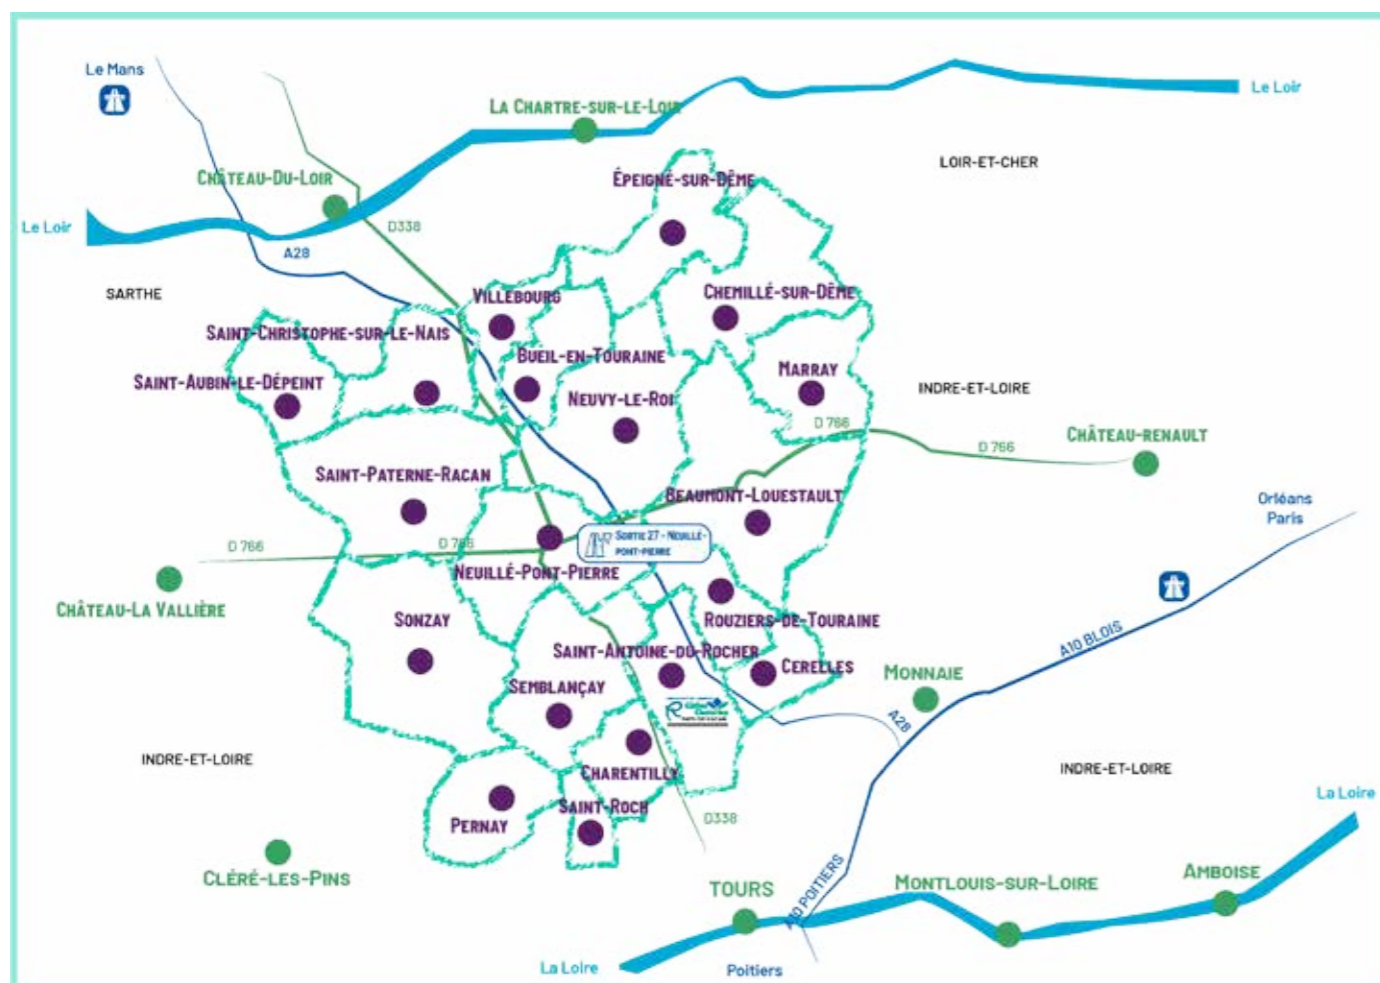 Le Mans
Le Loir
LA CHARTRE-SUR-LE-LOIR
LOIR-ET-CHER
CHÂTEAU-DU-LOIR
ÉPEIGNÉ-SUR-DÊME
Le Loir
D338
A28
SARTHE
VILLEBOURG
CHEMILLÉ-SUR-DÊME
SAINT-CHRISTOPHE-SUR-LE-NAIS
BUEIL-EN-TOURAINE
SAINT-AUBIN-LE-DÉPEINT
MARRAY
INDRE-ET-LOIRE
NEUVY-LE-ROI
D 766
CHÂTEAU-RENAULT
D 766
SAINT-PATERNE-RACAN
BEAUMONT-LOUESTAULT
Orléans
Paris
SORTIE 27 - NEUILLÉ-
PONT-PIERRE
D 766
D 766
NEUILLÉ-PONT-PIERRE
CHÂTEAU-LA VALLIÈRE
SONZAY
ROUZIERS-DE-TOURAINE
A10 BLOIS
SAINT-ANTOINE-DU-ROCHER
CERELLES
MONNAIE
SEMBLANÇAY
A28
INDRE-ET-LOIRE
CHARENTILLY
INDRE-ET-LOIRE
La Loire
SAINT-ROCH
D338
PERNAY
CLÉRÉ-LES-PINS
A10 POITIERS
TOURS
MONTLOUIS-SUR-LOIRE
AMBOISE
La Loire
Poitiers